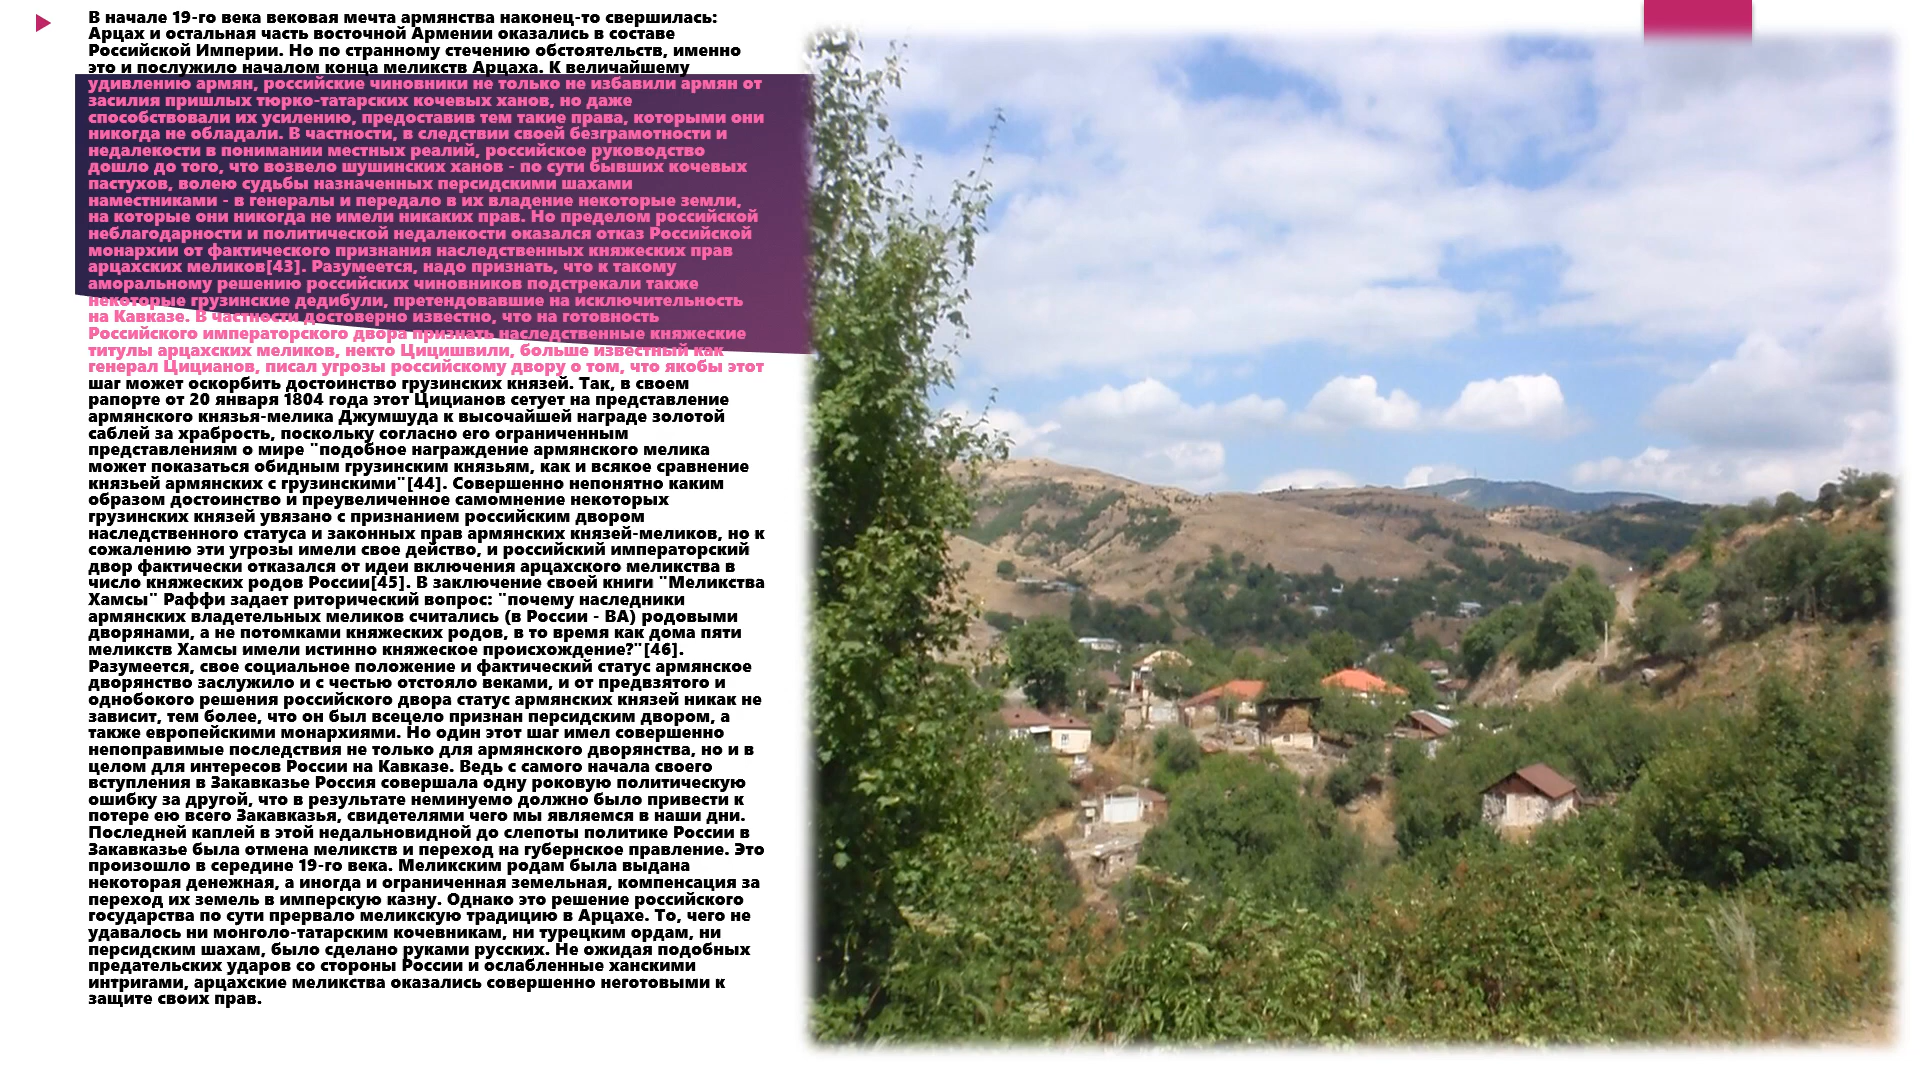 В начале 19-го века вековая мечта армянства наконец-то свершилась:
Арцах и остальная часть восточной Армении оказались в составе
Российской Империи. Но по странному стечению обстоятельств, именно
это и послужило началом конца меликств Арцаха. К величайшему
удивлению армян, российские чиновники не только не избавили армян от
засилия пришлых тюрко-татарских кочевых ханов, но даже
способствовали их усилению, предоставив тем такие права, которыми они
никогда не обладали. В частности, в следствии своей безграмотности и
недалекости в понимании местных реалий, российское руководство
дошло до того, что возвело шушинских ханов - по сути бывших кочевых
пастухов, волею судьбы назначенных персидскими шахами
наместниками - в генералы и передало в их владение некоторые земли,
на которые они никогда не имели никаких прав. Но пределом российской
неблагодарности и политической недалекости оказался отказ Российской
монархии от фактического признания наследственных княжеских прав
арцахских меликов[43]. Разумеется, надо признать, что к такому
аморальному решению российских чиновников подстрекали также
некоторые грузинские дедибули, претендовавшие на исключительность
на Кавказе. В частности достоверно известно, что на готовность
Российского императорского двора признать наследственные княжеские
титулы арцахских меликов, некто Цицишвили, больше известный как
генерал Цицианов, писал угрозы российскому двору о том, что якобы этот
шаг может оскорбить достоинство грузинских князей. Так, в своем
рапорте от 20 января 1804 года этот Цицианов сетует на представление
армянского князья-мелика Джумшуда к высочайшей награде золотой
саблей за храбрость, поскольку согласно его ограниченным
представлениям о мире "подобное награждение армянского мелика
может показаться обидным грузинским князьям, как и всякое сравнение
князьей армянских с грузинскими"[44]. Совершенно непонятно каким
образом достоинство и преувеличенное самомнение некоторых
грузинских князей увязано с признанием российским двором
наследственного статуса и законных прав армянских князей-меликов, но к
сожалению эти угрозы имели свое действо, и российский императорский
двор фактически отказался от идеи включения арцахского меликства в
число княжеских родов России[45]. В заключение своей книги "Меликства
Хамсы" Раффи задает риторический вопрос: "почему наследники
армянских владетельных меликов считались (в России - ВА) родовыми
дворянами, а не потомками княжеских родов, в то время как дома пяти
меликств Хамсы имели истинно княжеское происхождение?"[46].
Разумеется, свое социальное положение и фактический статус армянское
дворянство заслужило и с честью отстояло веками, и от предвзятого и
однобокого решения российского двора статус армянских князей никак не
зависит, тем более, что он был всецело признан персидским двором, а
также европейскими монархиями. Но один этот шаг имел совершенно
непоправимые последствия не только для армянского дворянства, но и в
целом для интересов России на Кавказе. Ведь с самого начала своего
вступления в Закавказье Россия совершала одну роковую политическую
ошибку за другой, что в результате неминуемо должно было привести к
потере ею всего Закавказья, свидетелями чего мы являемся в наши дни.
Последней каплей в этой недальновидной до слепоты политике России в
Закавказье была отмена меликств и переход на губернское правление. Это
произошло в середине 19-го века. Меликским родам была выдана
некоторая денежная, а иногда и ограниченная земельная, компенсация за
переход их земель в имперскую казну. Однако это решение российского
государства по сути прервало меликскую традицию в Арцахе. То, чего не
удавалось ни монголо-татарским кочевникам, ни турецким ордам, ни
персидским шахам, было сделано руками русских. Не ожидая подобных
предательских ударов со стороны России и ослабленные ханскими
интригами, арцахские меликства оказались совершенно неготовыми к
защите своих прав.